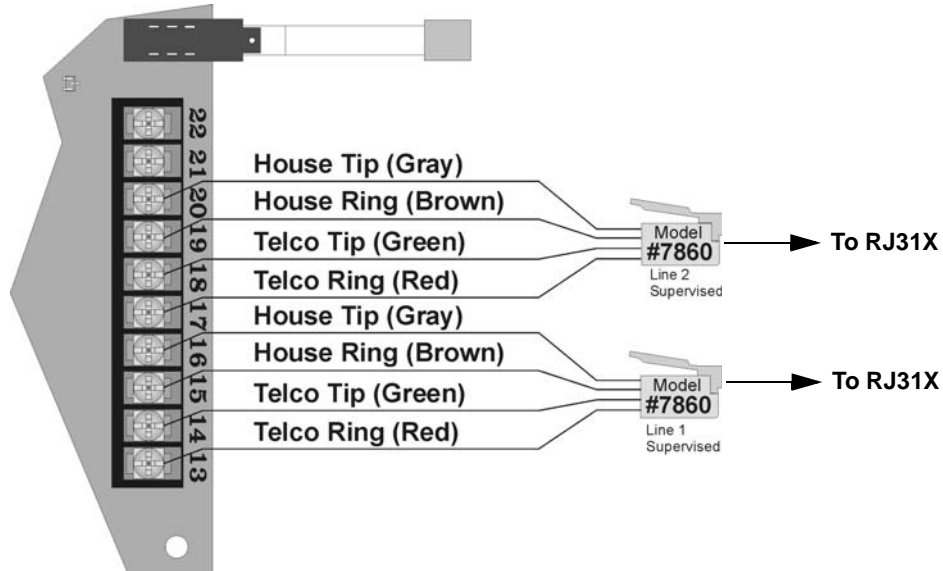 22
21
20
19
18
17
16
15
14
13
House Tip (Gray)
House Ring (Brown)
Telco Tip (Green)
Telco Ring (Red)
House Tip (Gray)
House Ring (Brown)
Telco Tip (Green)
Telco Ring (Red)
Model
#7860
Line 2
Supervised
To RJ31X
Model
#7860
Line 1
Supervised
To RJ31X